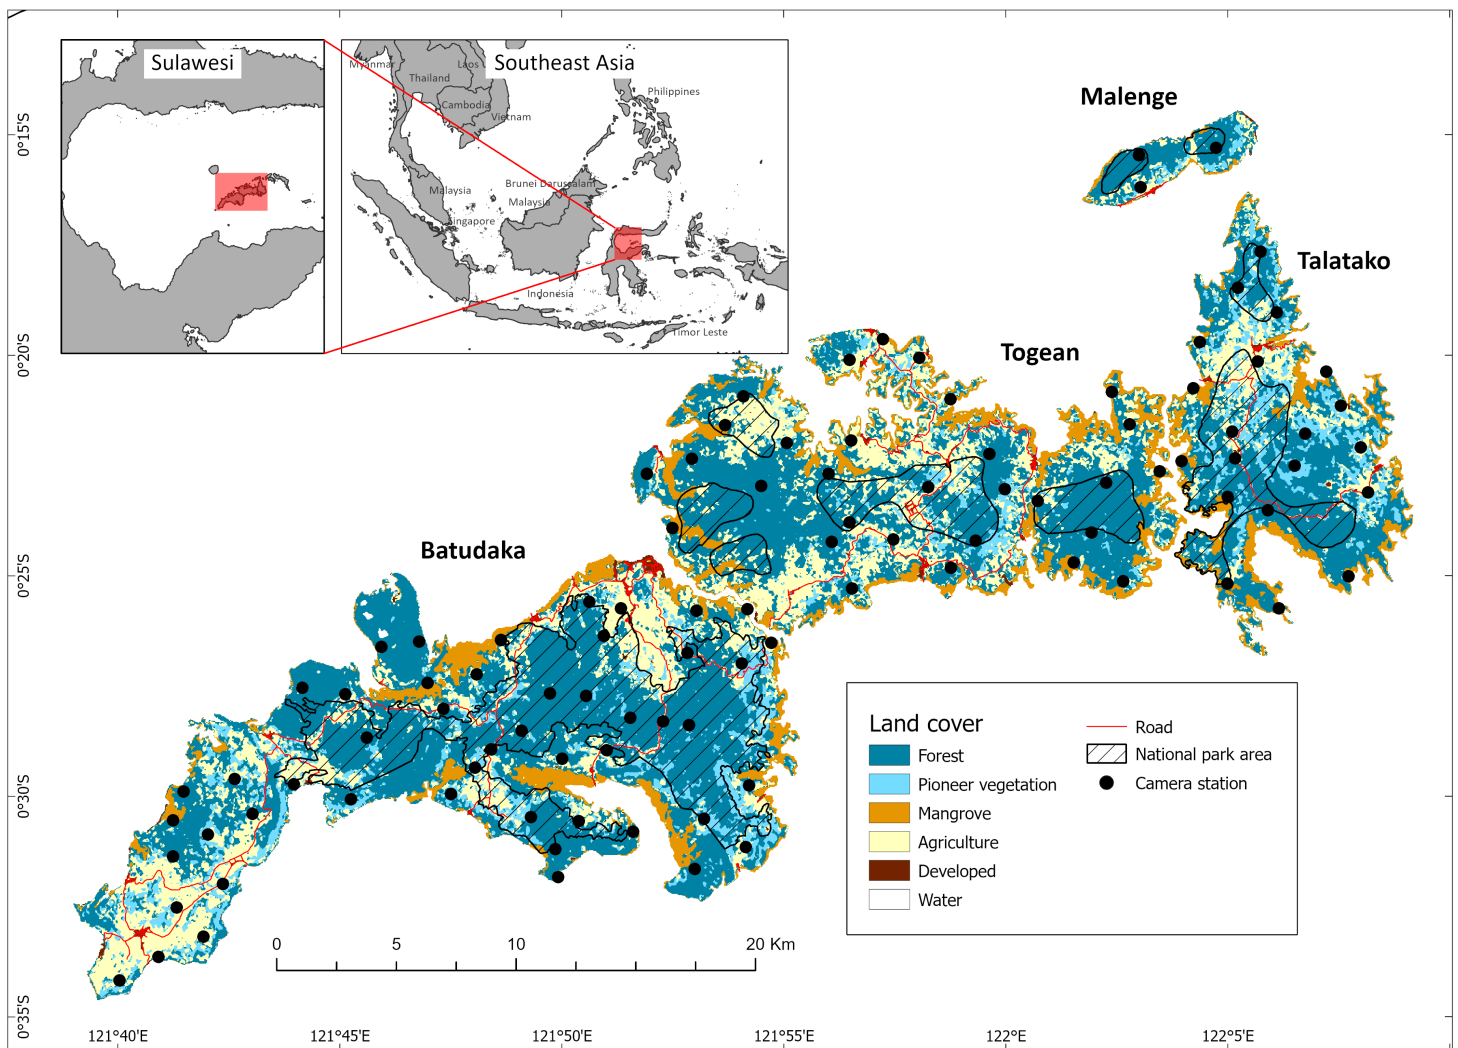 Sulawesi
Southeast Asia
Myanmar
Laos
Thailand
Cambodia
Vietnam
Philippines
Malaysia
Brunei Darussalam
Malaysia
Singapore
Indonesia
Timor Leste
Malenge
Talatako
Togean
Batudaka
0°15'S
0°20'S
0°25'S
0°30'S
0°35'S
Land cover
Forest
Pioneer vegetation
Mangrove
Agriculture
Developed
Water
Road
National park area
Camera station
0 5 10 20 Km
121°40'E 121°45'E 121°50'E 121°55'E 122°E 122°5'E